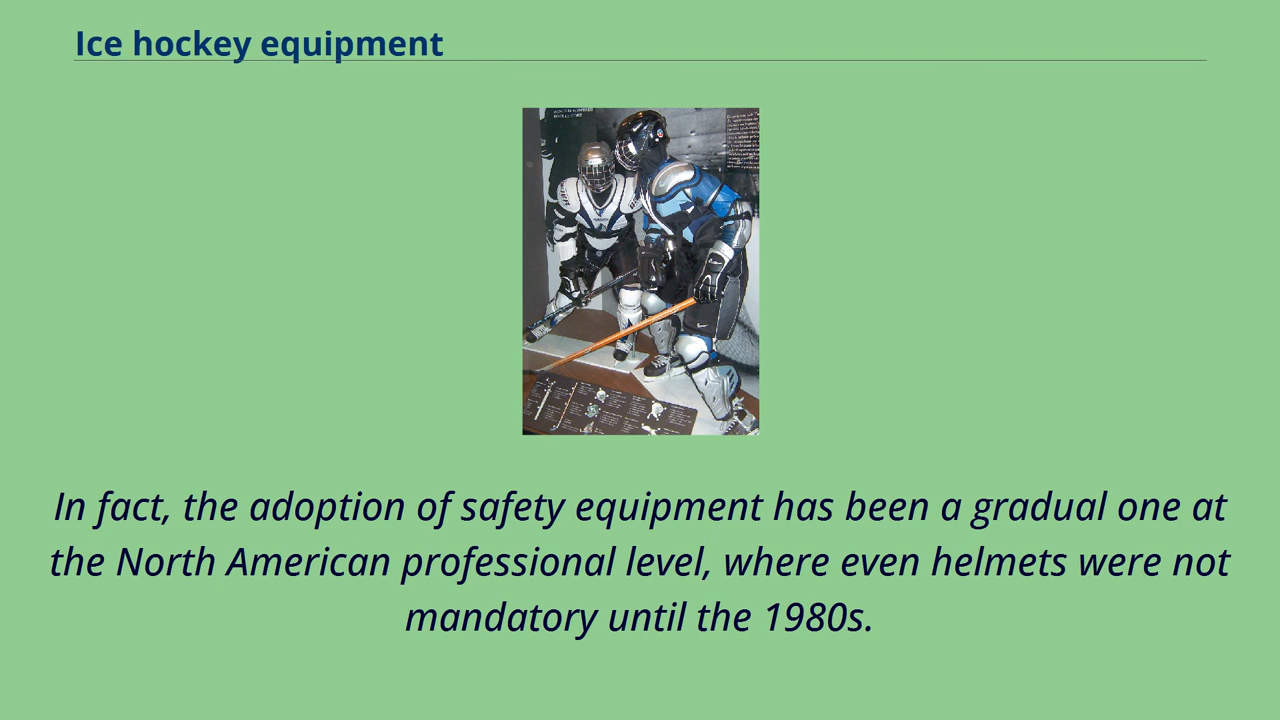 Ice hockey equipment
In fact, the adoption of safety equipment has been a gradual one at
the North American professional level, where even helmets were not
mandatory until the 1980s.